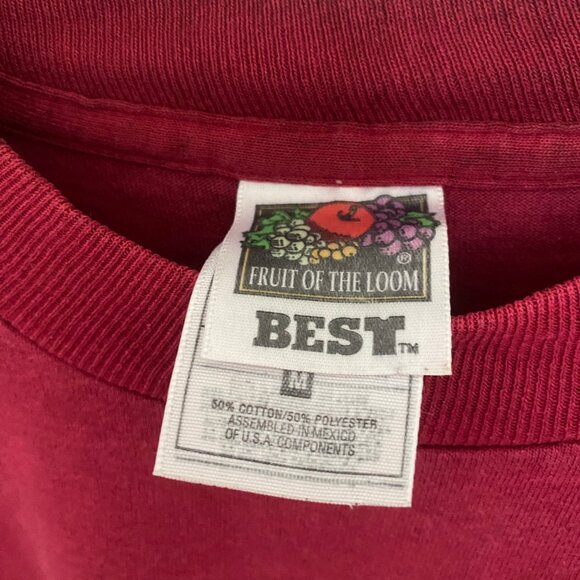 FRUIT OF THE LOOM
®
BEST™
M
50% COTTON/50% POLYESTER
ASSEMBLED IN MEXICO
OF U.S.A. COMPONENTS